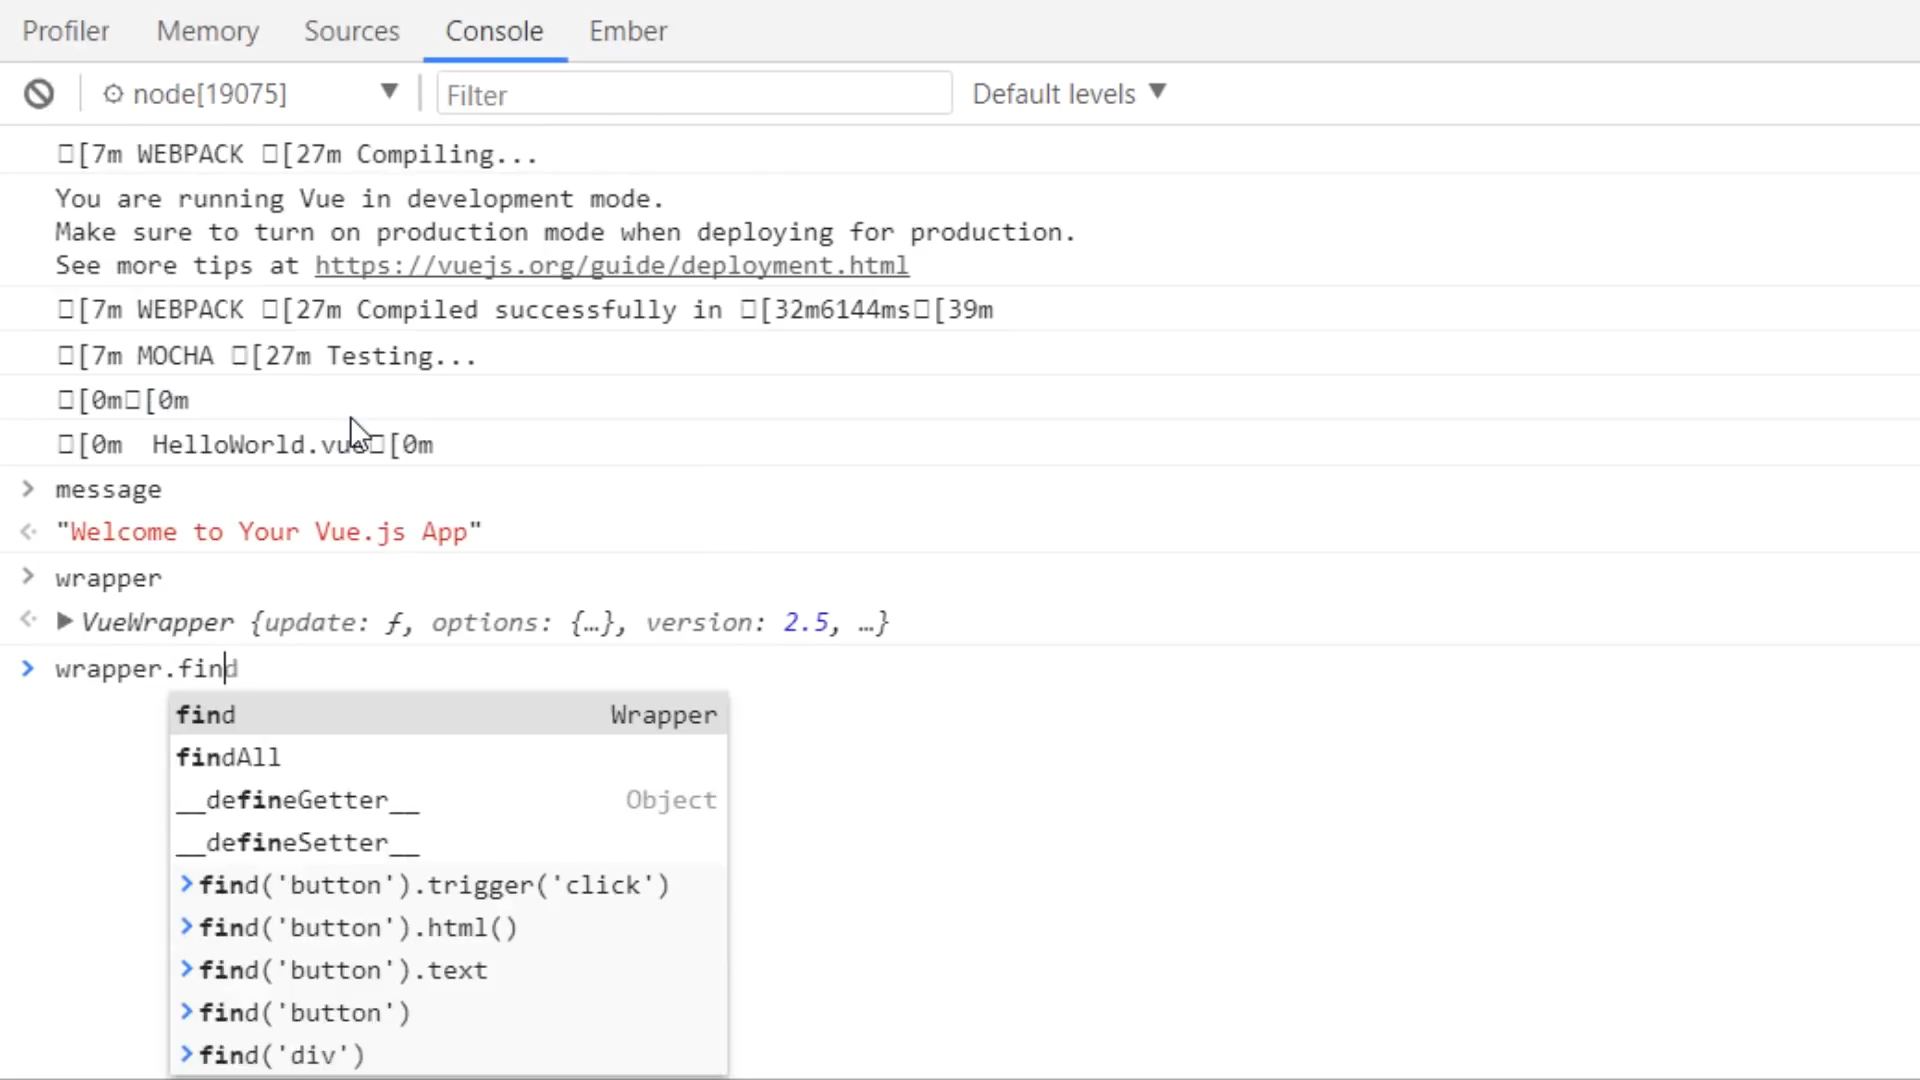 Profiler Memory Sources Console Ember
node[19075] ▼ Filter Default levels ▼
□[7m WEBPACK □[27m Compiling...
You are running Vue in development mode.
Make sure to turn on production mode when deploying for production.
See more tips at https://vuejs.org/guide/deployment.html
□[7m WEBPACK □[27m Compiled successfully in □[32m6144ms□[39m
□[7m MOCHA □[27m Testing...
□[0m□[0m
□[0m  HelloWorld.vue□[0m
> message
"Welcome to Your Vue.js App"
> wrapper
▶VueWrapper {update: ƒ, options: {…}, version: 2.5, …}
> wrapper.find
find Wrapper
findAll
__defineGetter__ Object
__defineSetter__
>find('button').trigger('click')
>find('button').html()
>find('button').text
>find('button')
>find('div')